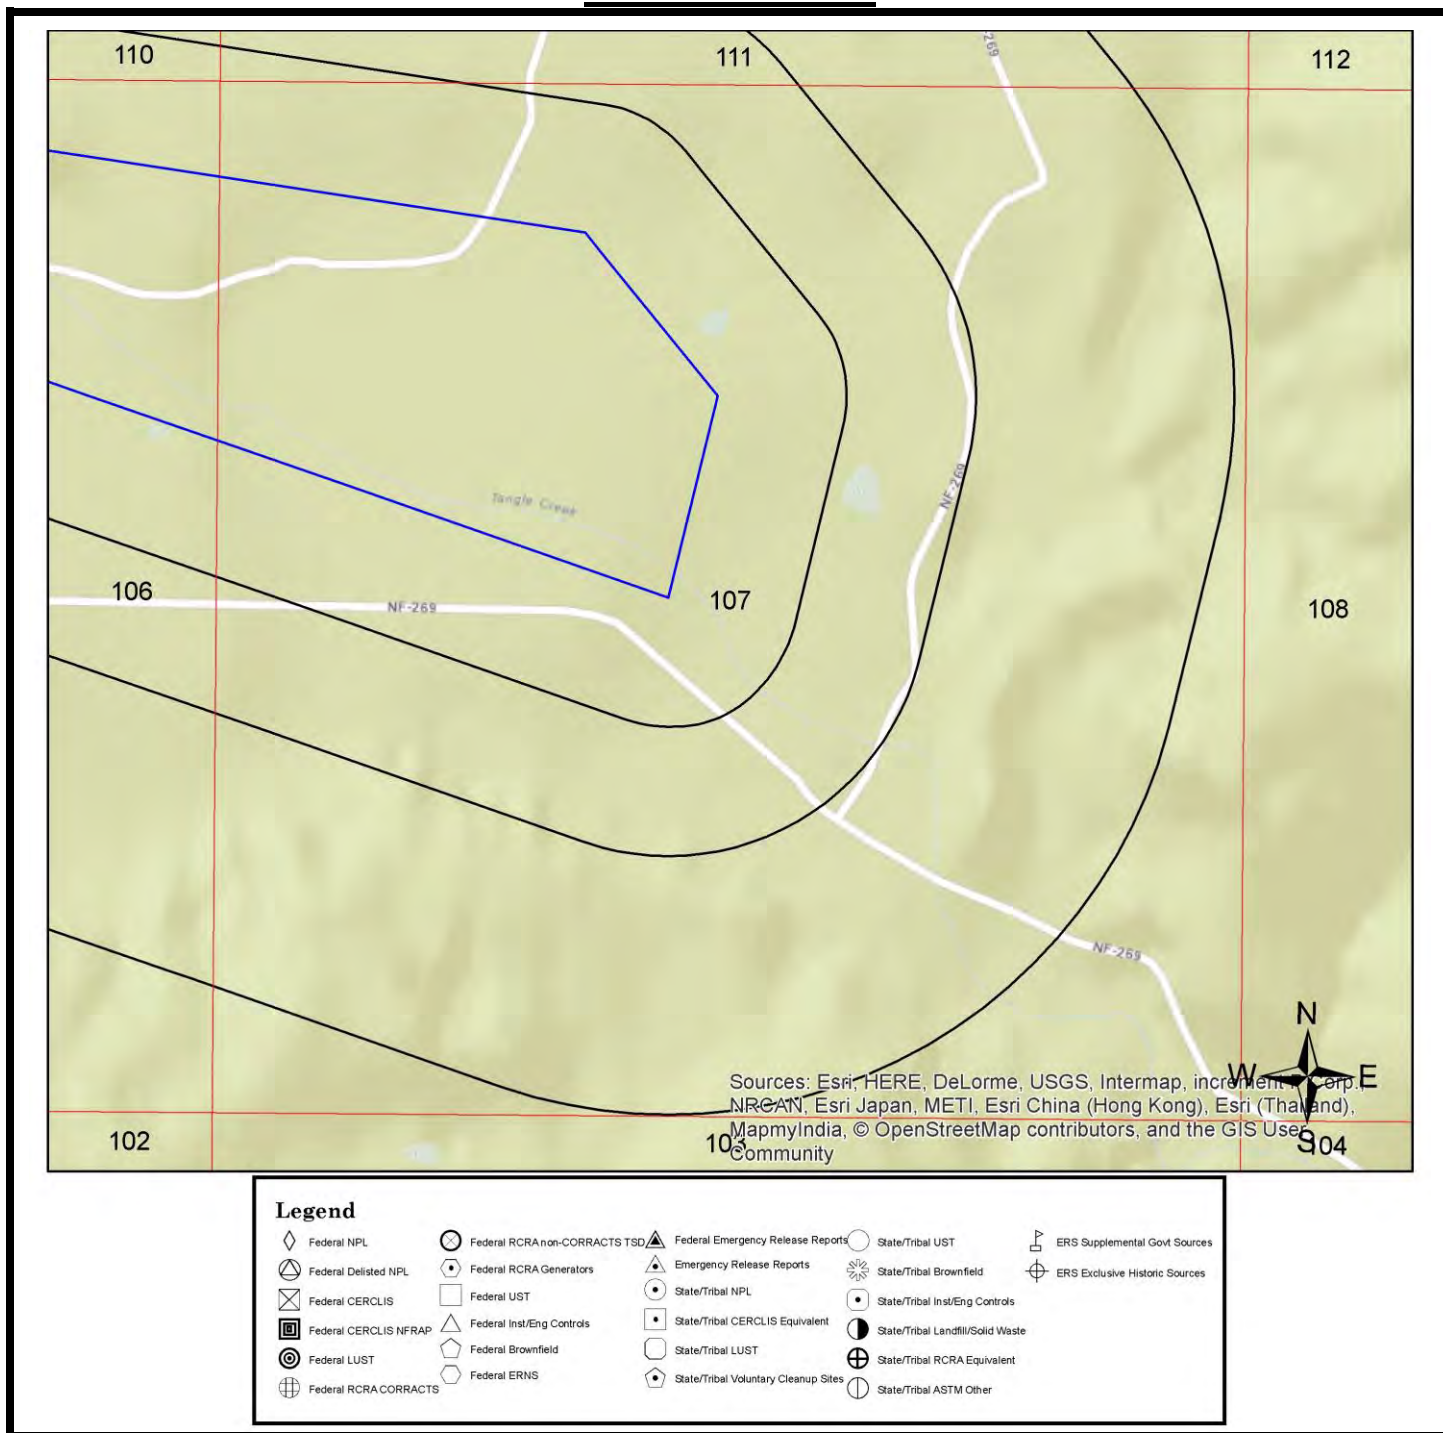 110
111
-269
112
Tangle Creek
NF-269
106
NF-269
107
108
NF-269
N
W
E
S
Sources: Esri, HERE, DeLorme, USGS, Intermap, increment P Corp.,
NRCAN, Esri Japan, METI, Esri China (Hong Kong), Esri (Thailand),
MapmyIndia, © OpenStreetMap contributors, and the GIS User
Community
102
103
104
Legend
Federal NPL
Federal Delisted NPL
Federal CERCLIS
Federal CERCLIS NFRAP
Federal LUST
Federal RCRA CORRACTS
Federal RCRA non-CORRACTS TSD
Federal RCRA Generators
Federal UST
Federal Inst/Eng Controls
Federal Brownfield
Federal ERNS
Federal Emergency Release Reports
Emergency Release Reports
State/Tribal NPL
State/Tribal CERCLIS Equivalent
State/Tribal LUST
State/Tribal Voluntary Cleanup Sites
State/Tribal UST
State/Tribal Brownfield
State/Tribal Inst/Eng Controls
State/Tribal Landfill/Solid Waste
State/Tribal RCRA Equivalent
State/Tribal ASTM Other
ERS Supplemental Govt Sources
ERS Exclusive Historic Sources